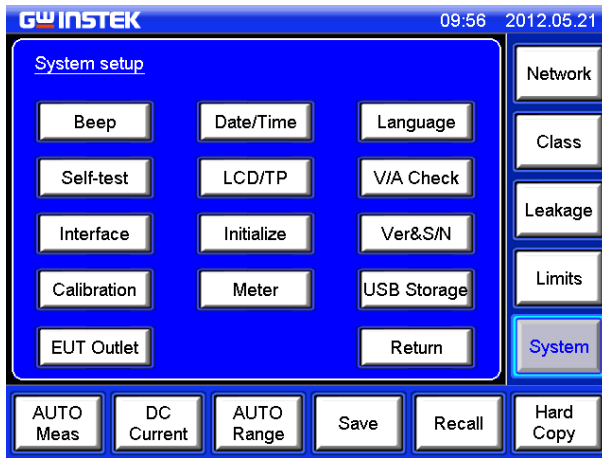 GWINSTEK 09:56 2012.05.21
System setup
Beep Date/Time Language
Self-test LCD/TP V/A Check
Interface Initialize Ver&S/N
Calibration Meter USB Storage
EUT Outlet Return
Network
Class
Leakage
Limits
System
AUTO Meas
DC Current
AUTO Range
Save
Recall
Hard Copy